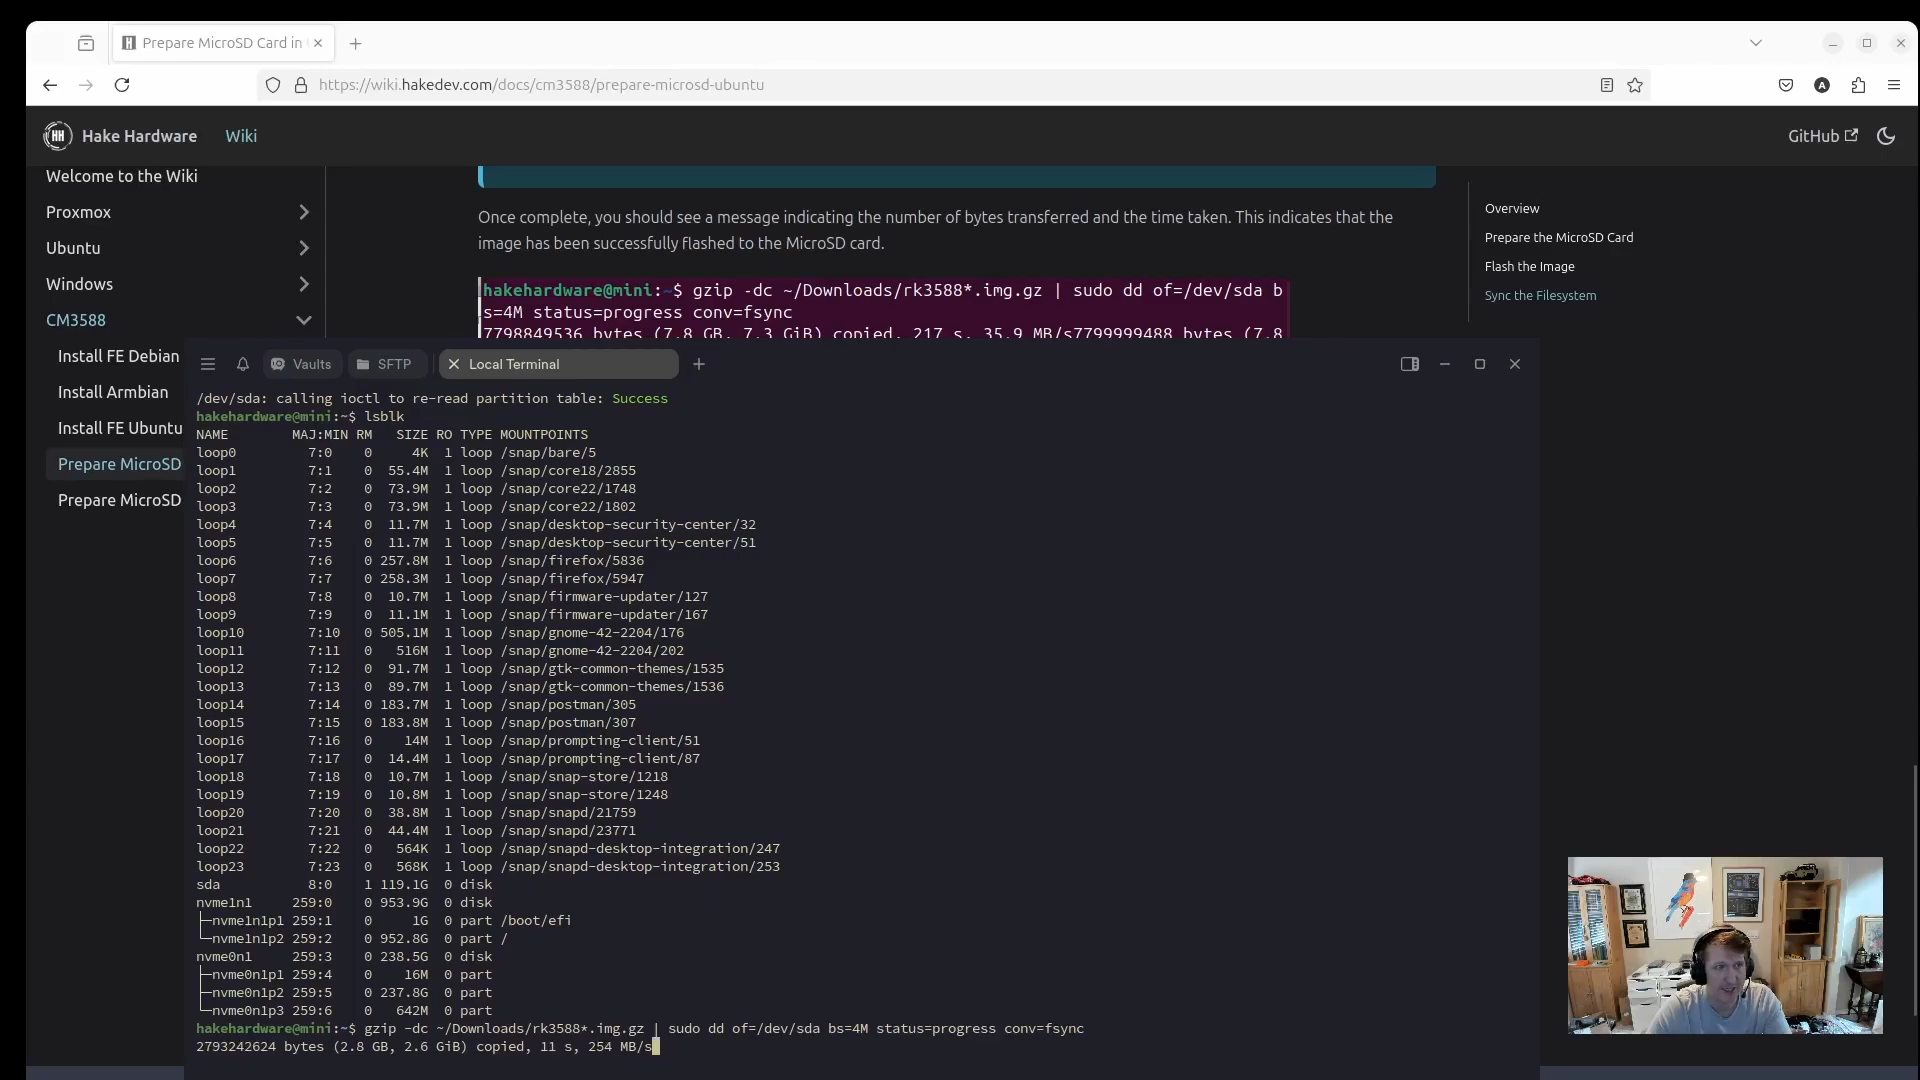 Prepare MicroSD Card in
https://wiki.hakedev.com/docs/cm3588/prepare-microsd-ubuntu
HH Hake Hardware Wiki GitHub
Welcome to the Wiki
Proxmox
Ubuntu
Windows
CM3588
Install FE Debian
Install Armbian
Install FE Ubuntu
Prepare MicroSD
Prepare MicroSD
Once complete, you should see a message indicating the number of bytes transferred and the time taken. This indicates that the
image has been successfully flashed to the MicroSD card.
hakehardware@mini:~$ gzip -dc ~/Downloads/rk3588*.img.gz | sudo dd of=/dev/sda b
s=4M status=progress conv=fsync
7798849536 bytes (7.8 GB, 7.3 GiB) copied, 217 s, 35.9 MB/s7799999488 bytes (7.8
Overview
Prepare the MicroSD Card
Flash the Image
Sync the Filesystem
Vaults SFTP Local Terminal
/dev/sda: calling ioctl to re-read partition table: Success
hakehardware@mini:~$ lsblk
NAME MAJ:MIN RM SIZE RO TYPE MOUNTPOINTS
loop0 7:0 0 4K 1 loop /snap/bare/5
loop1 7:1 0 55.4M 1 loop /snap/core18/2855
loop2 7:2 0 73.9M 1 loop /snap/core22/1748
loop3 7:3 0 73.9M 1 loop /snap/core22/1802
loop4 7:4 0 11.7M 1 loop /snap/desktop-security-center/32
loop5 7:5 0 11.7M 1 loop /snap/desktop-security-center/51
loop6 7:6 0 257.8M 1 loop /snap/firefox/5836
loop7 7:7 0 258.3M 1 loop /snap/firefox/5947
loop8 7:8 0 10.7M 1 loop /snap/firmware-updater/127
loop9 7:9 0 11.1M 1 loop /snap/firmware-updater/167
loop10 7:10 0 505.1M 1 loop /snap/gnome-42-2204/176
loop11 7:11 0 516M 1 loop /snap/gnome-42-2204/202
loop12 7:12 0 91.7M 1 loop /snap/gtk-common-themes/1535
loop13 7:13 0 89.7M 1 loop /snap/gtk-common-themes/1536
loop14 7:14 0 183.7M 1 loop /snap/postman/305
loop15 7:15 0 183.8M 1 loop /snap/postman/307
loop16 7:16 0 14M 1 loop /snap/prompting-client/51
loop17 7:17 0 14.4M 1 loop /snap/prompting-client/87
loop18 7:18 0 10.7M 1 loop /snap/snap-store/1218
loop19 7:19 0 10.8M 1 loop /snap/snap-store/1248
loop20 7:20 0 38.8M 1 loop /snap/snapd/21759
loop21 7:21 0 44.4M 1 loop /snap/snapd/23771
loop22 7:22 0 564K 1 loop /snap/snapd-desktop-integration/247
loop23 7:23 0 568K 1 loop /snap/snapd-desktop-integration/253
sda 8:0 1 119.1G 0 disk
nvme1n1 259:0 0 953.9G 0 disk
├─nvme1n1p1 259:1 0 1G 0 part /boot/efi
└─nvme1n1p2 259:2 0 952.8G 0 part /
nvme0n1 259:3 0 238.5G 0 disk
├─nvme0n1p1 259:4 0 16M 0 part
├─nvme0n1p2 259:5 0 237.8G 0 part
└─nvme0n1p3 259:6 0 642M 0 part
hakehardware@mini:~$ gzip -dc ~/Downloads/rk3588*.img.gz | sudo dd of=/dev/sda bs=4M status=progress conv=fsync
2793242624 bytes (2.8 GB, 2.6 GiB) copied, 11 s, 254 MB/s